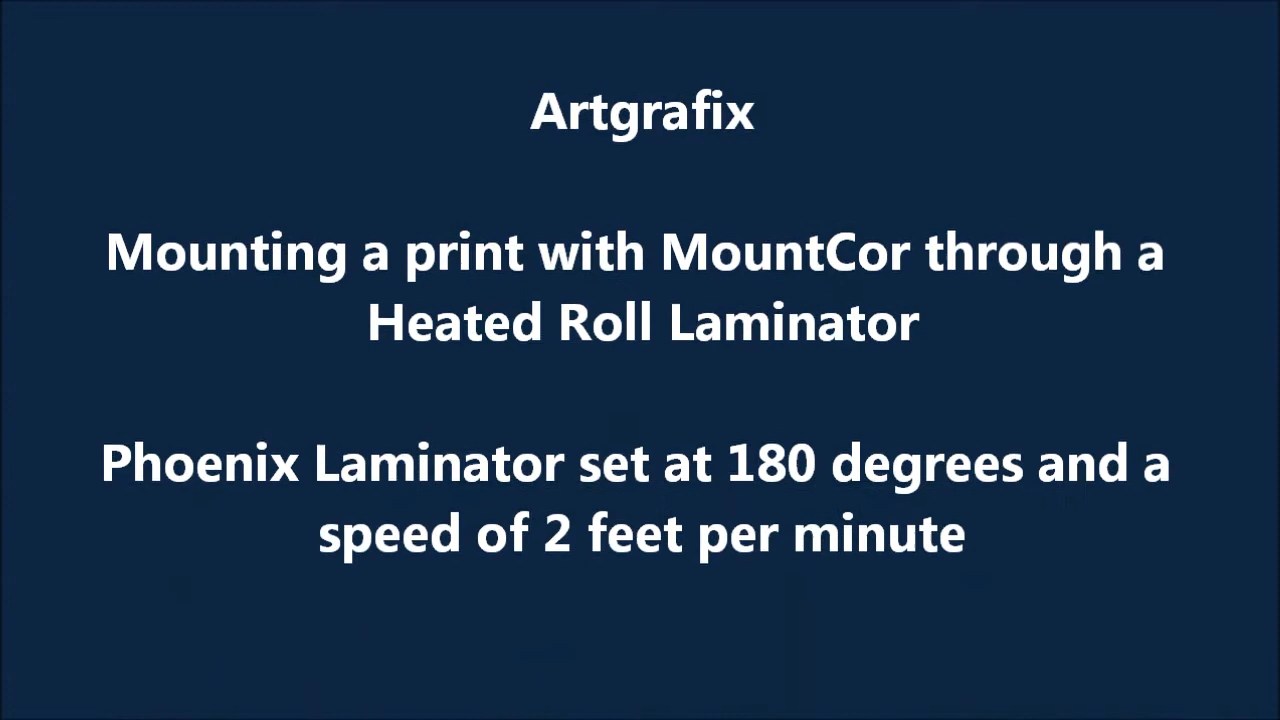 Artgrafix
Mounting a print with MountCor through a
Heated Roll Laminator
Phoenix Laminator set at 180 degrees and a
speed of 2 feet per minute